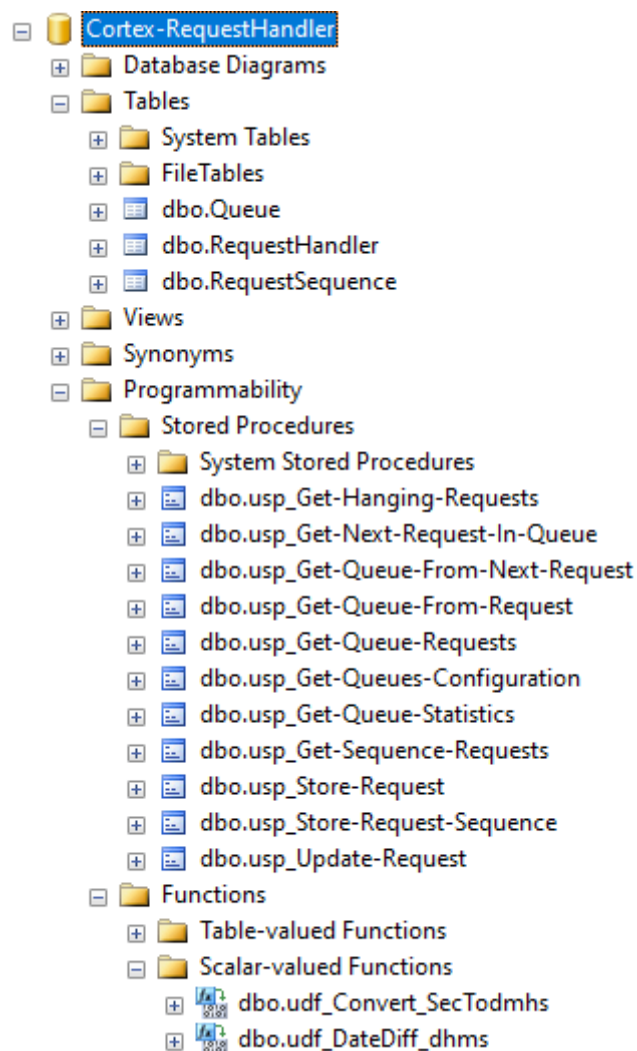 Cortex-RequestHandler
Database Diagrams
Tables
System Tables
FileTables
dbo.Queue
dbo.RequestHandler
dbo.RequestSequence
Views
Synonyms
Programmability
Stored Procedures
System Stored Procedures
dbo.usp_Get-Hanging-Requests
dbo.usp_Get-Next-Request-In-Queue
dbo.usp_Get-Queue-From-Next-Request
dbo.usp_Get-Queue-From-Request
dbo.usp_Get-Queue-Requests
dbo.usp_Get-Queues-Configuration
dbo.usp_Get-Queue-Statistics
dbo.usp_Get-Sequence-Requests
dbo.usp_Store-Request
dbo.usp_Store-Request-Sequence
dbo.usp_Update-Request
Functions
Table-valued Functions
Scalar-valued Functions
dbo.udf_Convert_SecTodmhs
dbo.udf_DateDiff_dhms